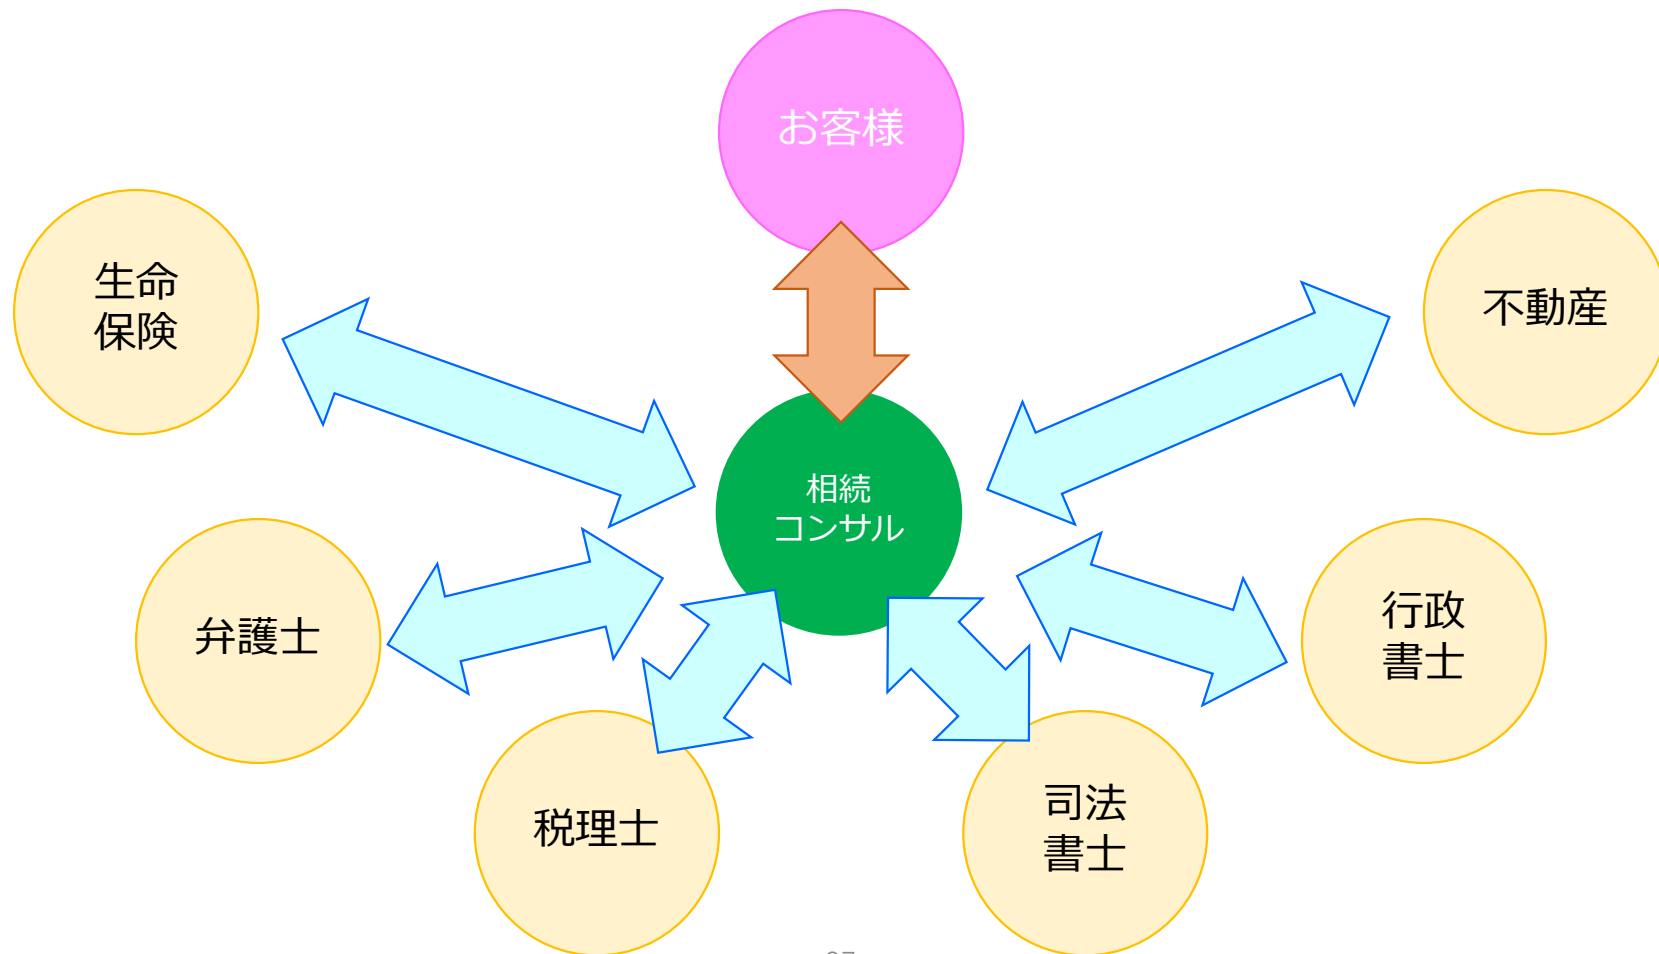 お客様
生命
保険
不動産
相続
コンサル
弁護士
行政
書士
税理士
司法
書士